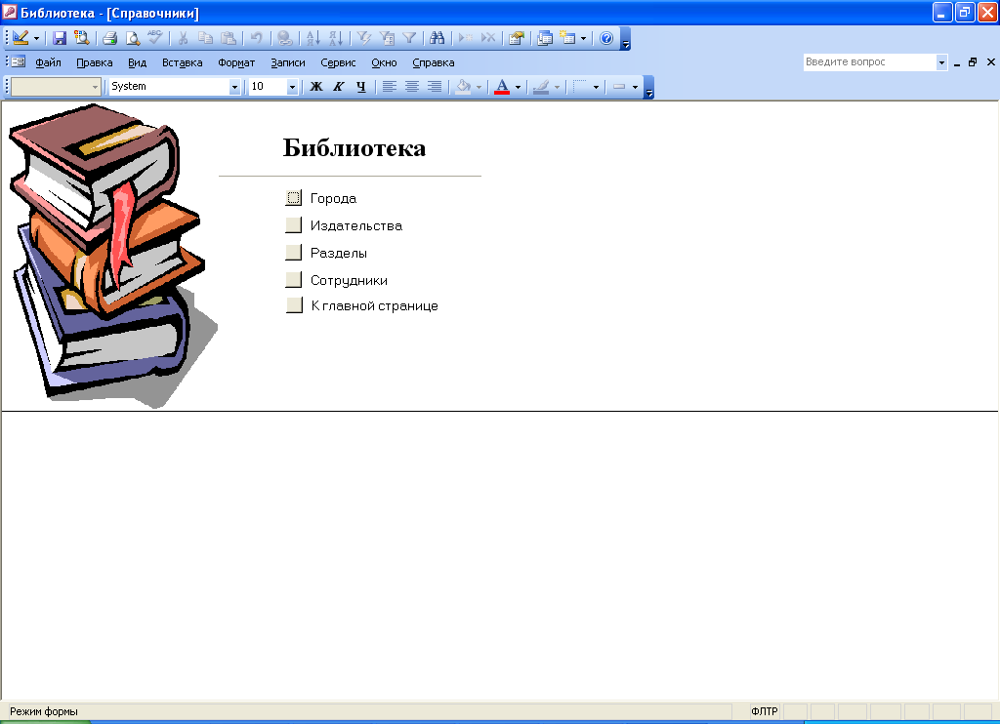 Библиотека - [Справочники]
Файл Правка Вид Вставка Формат Записи Сервис Окно Справка Введите вопрос
System 10 Ж К Ч
Библиотека
Города
Издательства
Разделы
Сотрудники
К главной странице
Режим формы ФЛТР